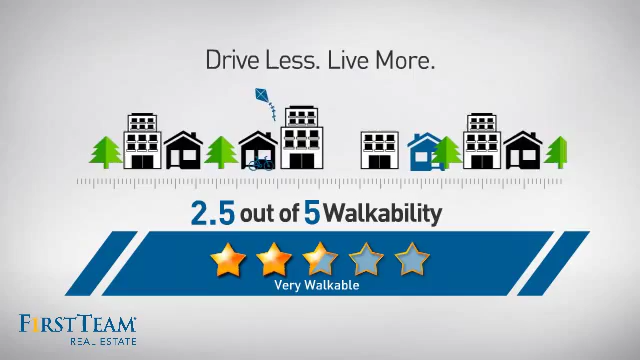 Drive Less. Live More.
2.5 out of 5 Walkability
Very Walkable
FIRSTTEAM®
REAL ESTATE